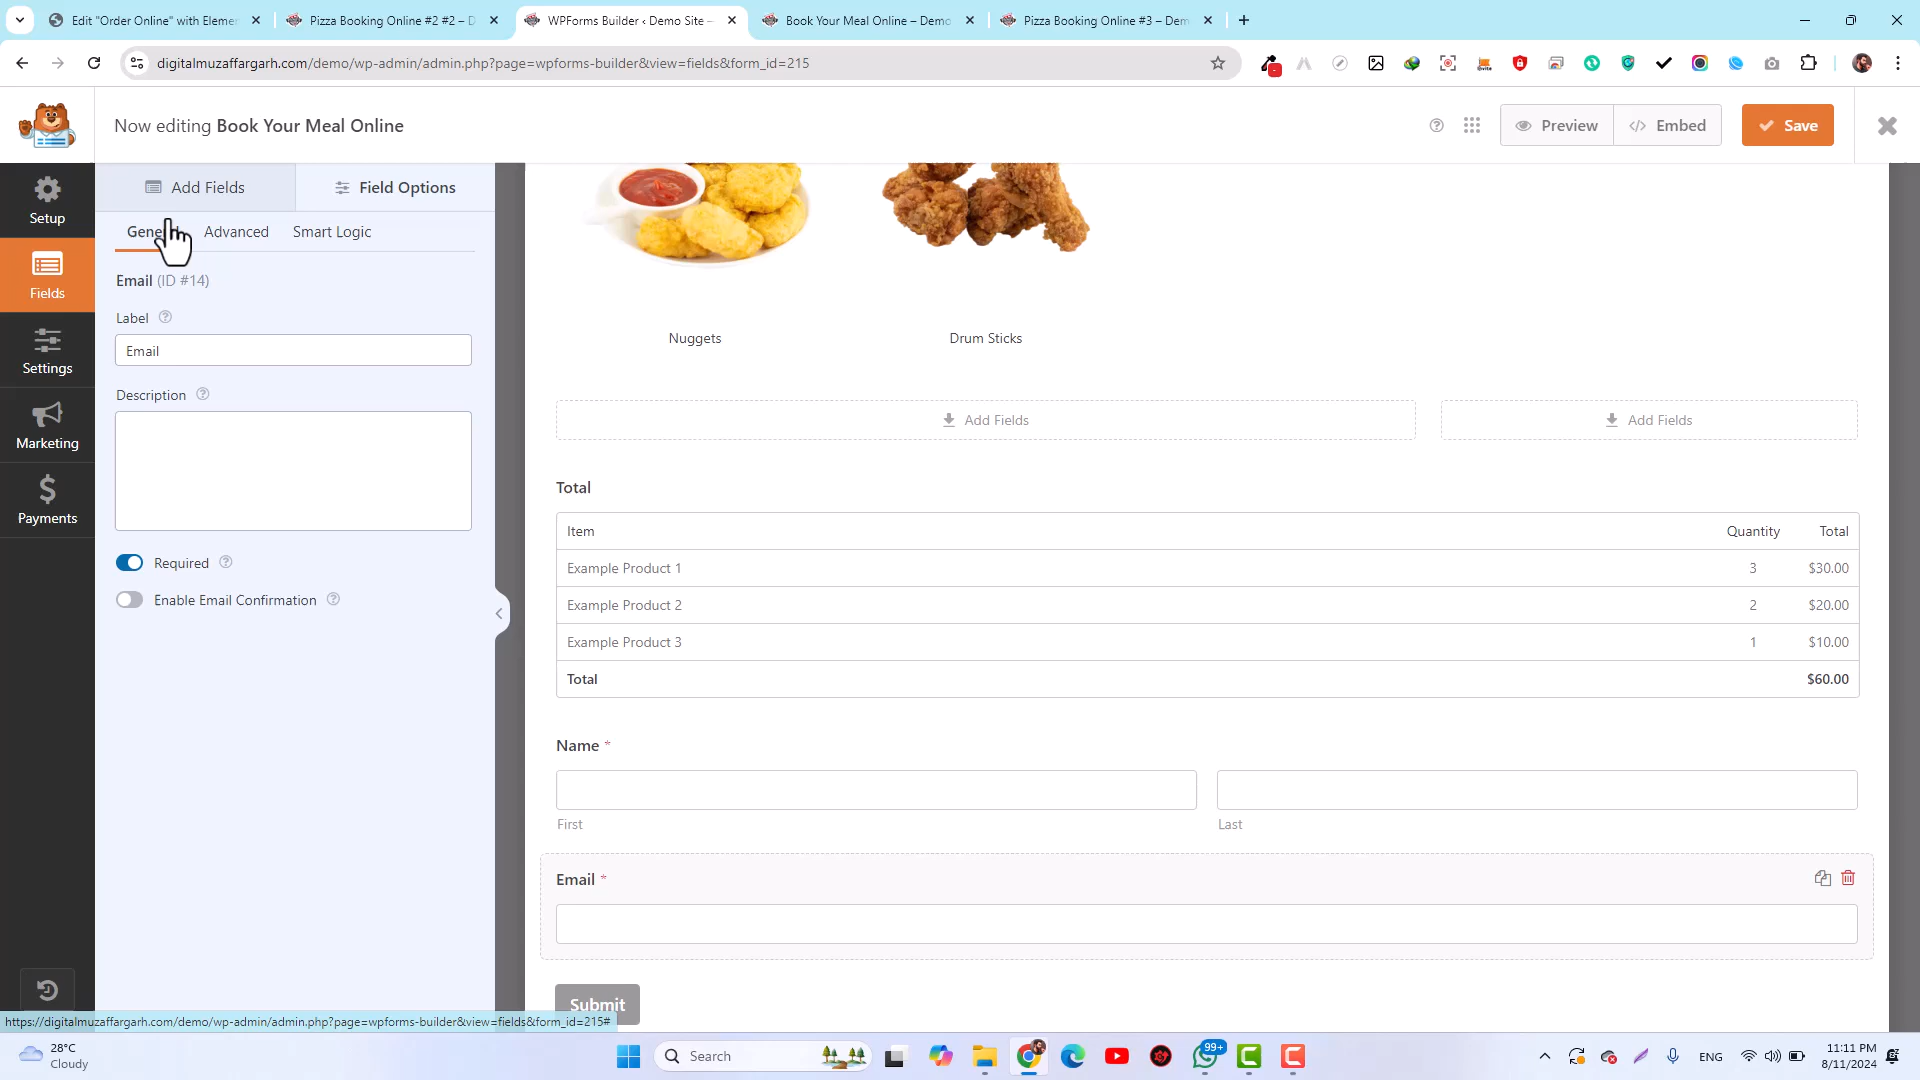 Edit "Order Online" with Elemen
Pizza Booking Online #2 #2 – D
WPForms Builder ‹ Demo Site –
Book Your Meal Online – Demo
Pizza Booking Online #3 – Dem
digitalmuzaffargarh.com/demo/wp-admin/admin.php?page=wpforms-builder&view=fields&form_id=215
Now editing Book Your Meal Online
Preview
Embed
Save
Setup
Fields
Settings
Marketing
Payments
Add Fields
Field Options
Advanced
Smart Logic
Email (ID #14)
Label
Email
Description
Required
Enable Email Confirmation
Nuggets
Drum Sticks
Add Fields
Add Fields
Total
Item Quantity Total
Example Product 1 3 $30.00
Example Product 2 2 $20.00
Example Product 3 1 $10.00
Total $60.00
Name *
First
Last
Email *
Submit
https://digitalmuzaffargarh.com/demo/wp-admin/admin.php?page=wpforms-builder&view=fields&form_id=215#
28°C
Cloudy
Search
99+
ENG
11:11 PM
8/11/2024